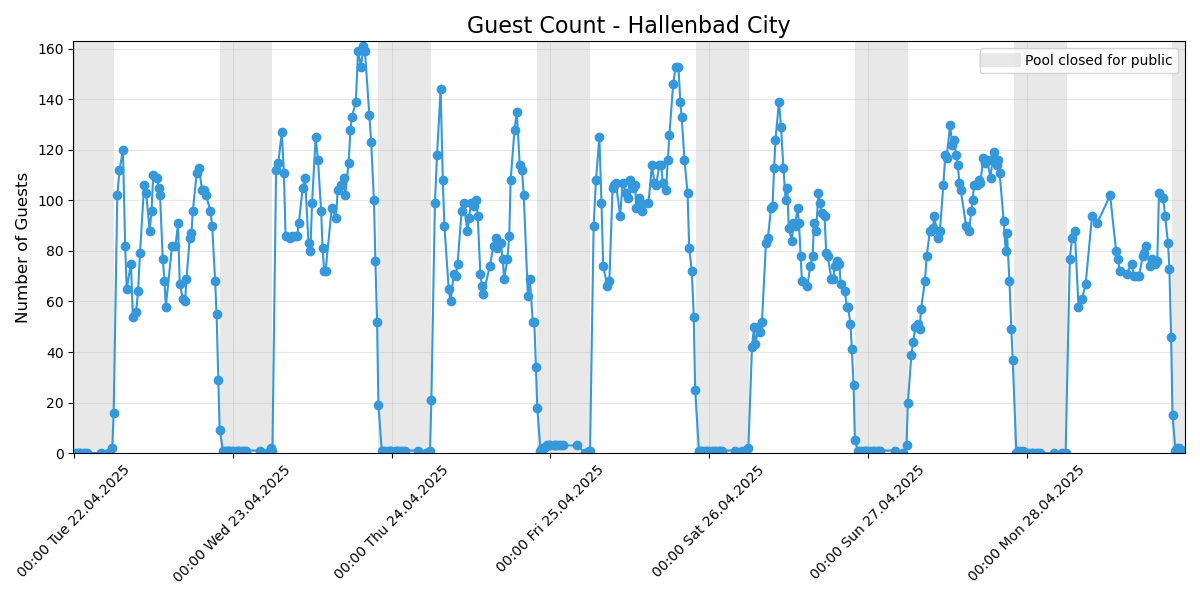 Guest Count - Hallenbad City
Pool closed for public
Number of Guests
160
140
120
100
80
60
40
20
0
00:00 Tue 22.04.2025
00:00 Wed 23.04.2025
00:00 Thu 24.04.2025
00:00 Fri 25.04.2025
00:00 Sat 26.04.2025
00:00 Sun 27.04.2025
00:00 Mon 28.04.2025